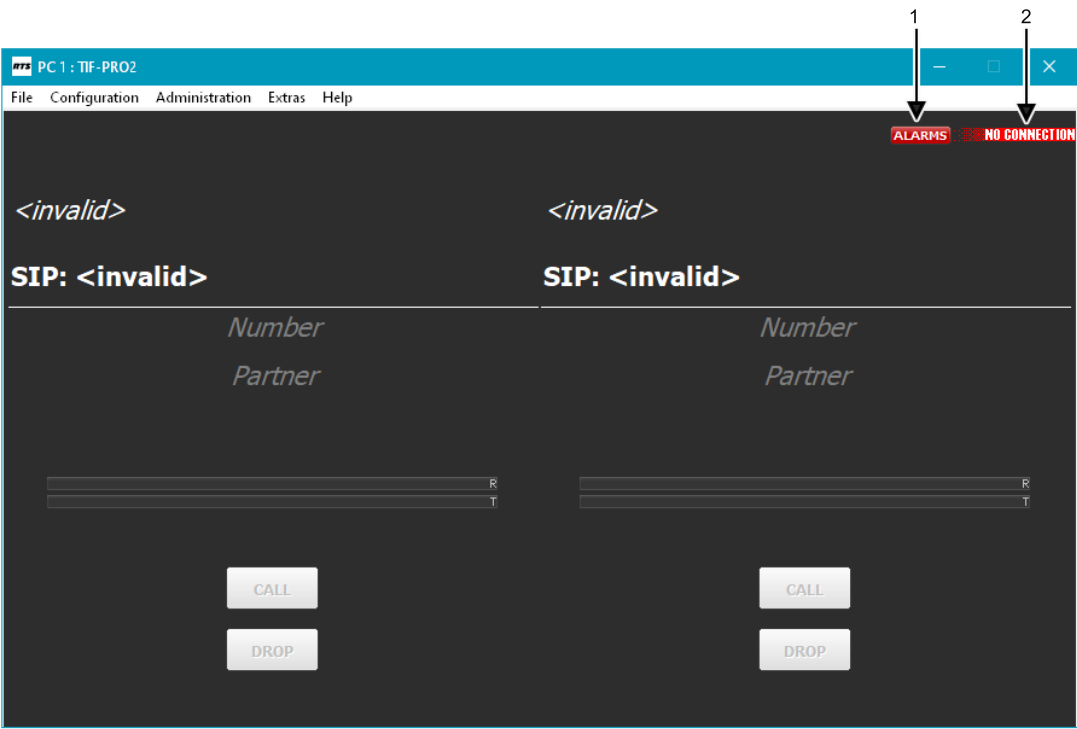 1 2
RTS PC 1 : TIF-PRO2
File Configuration Administration Extras Help
ALARMS NO CONNECTION
<invalid> <invalid>
SIP: <invalid> SIP: <invalid>
Number Number
Partner Partner
R R
T T
CALL CALL
DROP DROP